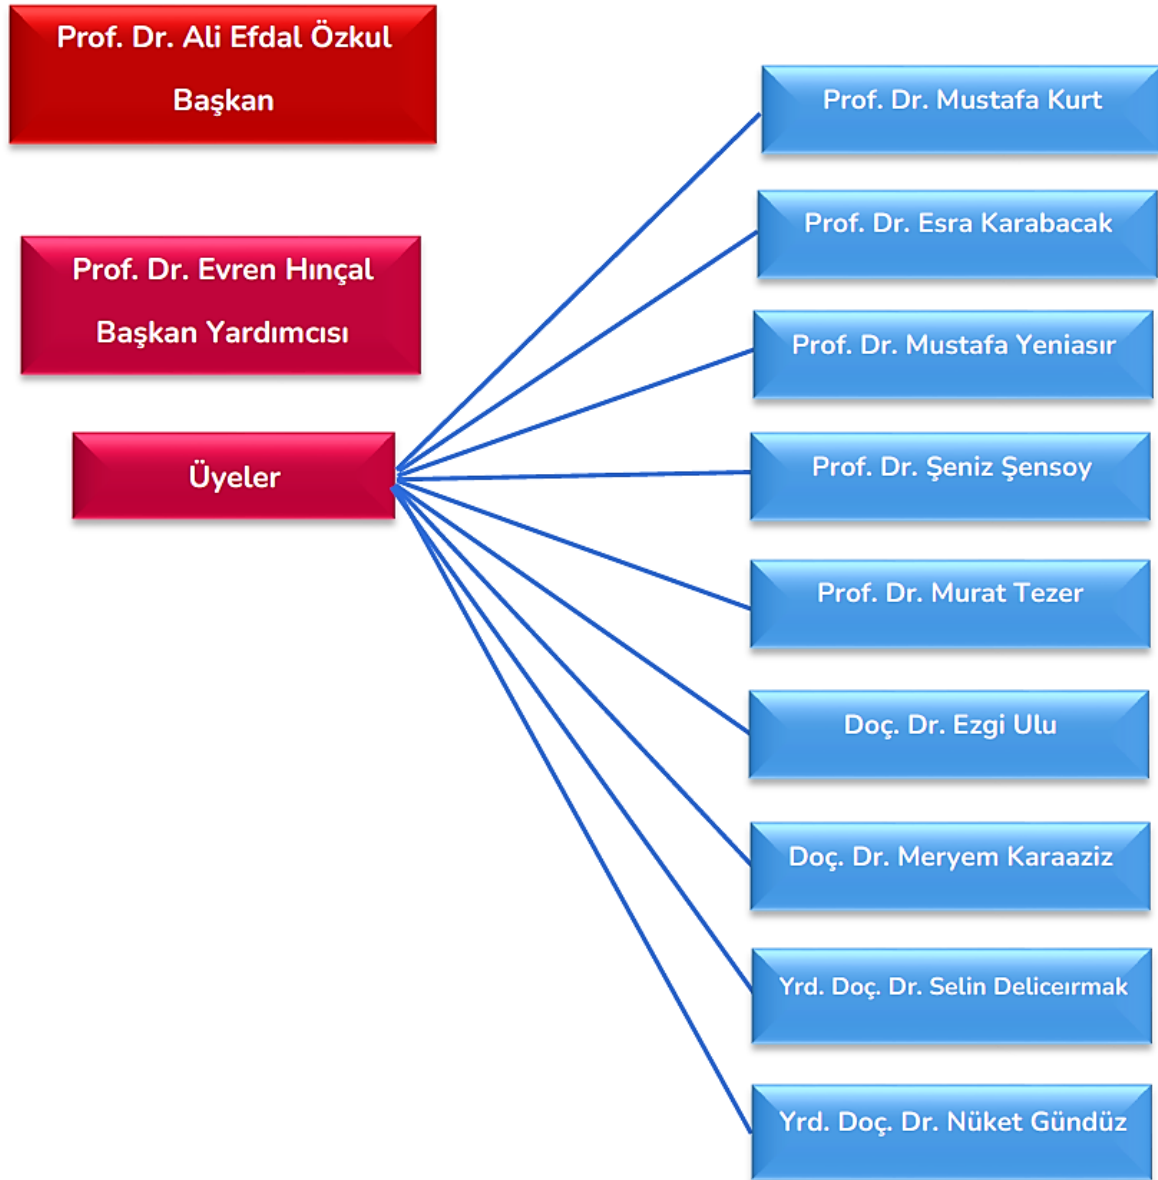 Prof. Dr. Ali Efdal Özkul
Başkan
Prof. Dr. Evren Hınçal
Başkan Yardımcısı
Üyeler
Prof. Dr. Mustafa Kurt
Prof. Dr. Esra Karabacak
Prof. Dr. Mustafa Yeniasır
Prof. Dr. Şeniz Şensoy
Prof. Dr. Murat Tezer
Doç. Dr. Ezgi Ulu
Doç. Dr. Meryem Karaaziz
Yrd. Doç. Dr. Selin Deliceırmak
Yrd. Doç. Dr. Nüket Gündüz